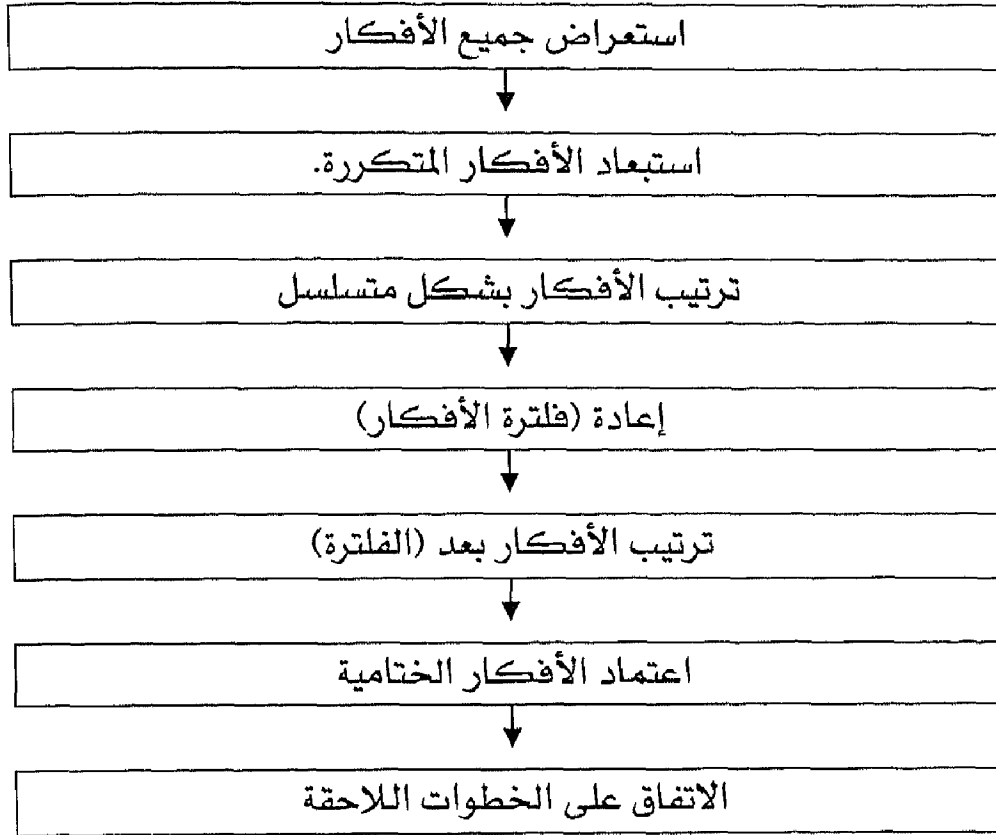 استعراض جميع الأفكار
استبعاد الأفكار المتكررة.
ترتيب الأفكار بشكل متسلسل
إعادة (فلترة الأفكار)
ترتيب الأفكار بعد (الفلترة)
اعتماد الأفكار الختامية
الاتفاق على الخطوات اللاحقة